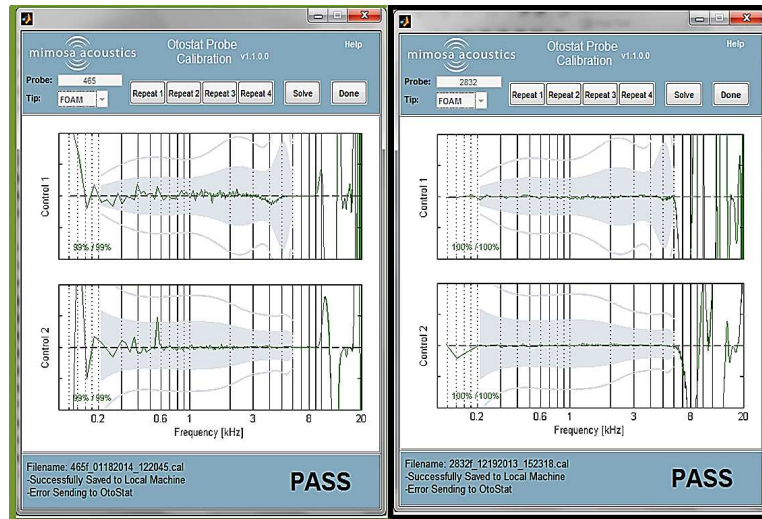 mimosa acoustics
Otostat Probe
Calibration v1.1.0.0
Help
Probe: 465
Tip: FOAM
Repeat 1 Repeat 2 Repeat 3 Repeat 4 Solve Done
Control 1
99% / 99%
Control 2
99% / 99%
0.2 0.6 1 3 8 20
Frequency [kHz]
Filename: 465f_01182014_122045.cal
-Successfully Saved to Local Machine
-Error Sending to OtoStat
PASS
mimosa acoustics
Otostat Probe
Calibration v1.1.0.0
Help
Probe: 2832
Tip: FOAM
Repeat 1 Repeat 2 Repeat 3 Repeat 4 Solve Done
Control 1
100% / 100%
Control 2
100% / 100%
0.2 0.6 1 3 8 20
Frequency [kHz]
Filename: 2832f_12192013_152318.cal
-Successfully Saved to Local Machine
-Error Sending to OtoStat
PASS